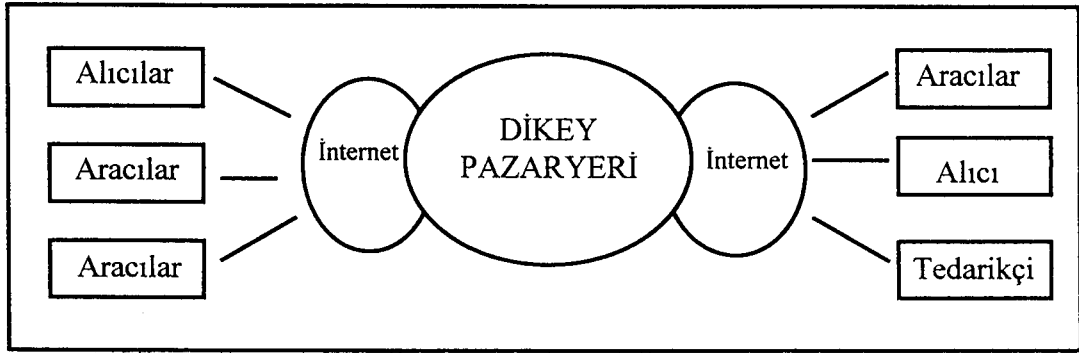 Alıcılar
Aracılar
Aracılar
İnternet
DİKEY
PAZARYERİ
İnternet
Aracılar
Alıcı
Tedarikçi